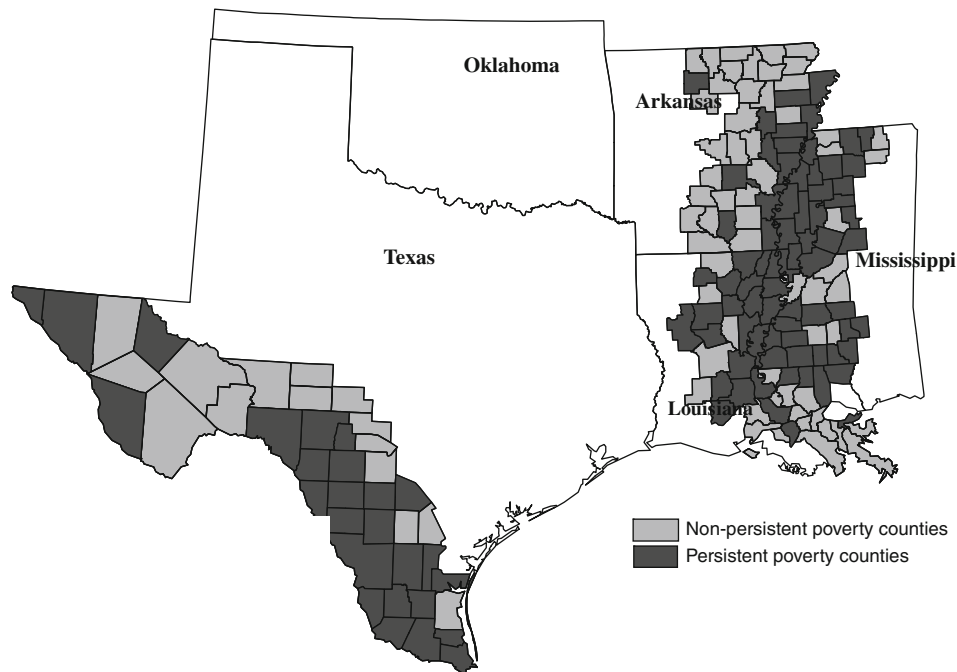 Oklahoma
Arkansas
Texas
Mississippi
Louisiana
Non-persistent poverty counties
Persistent poverty counties